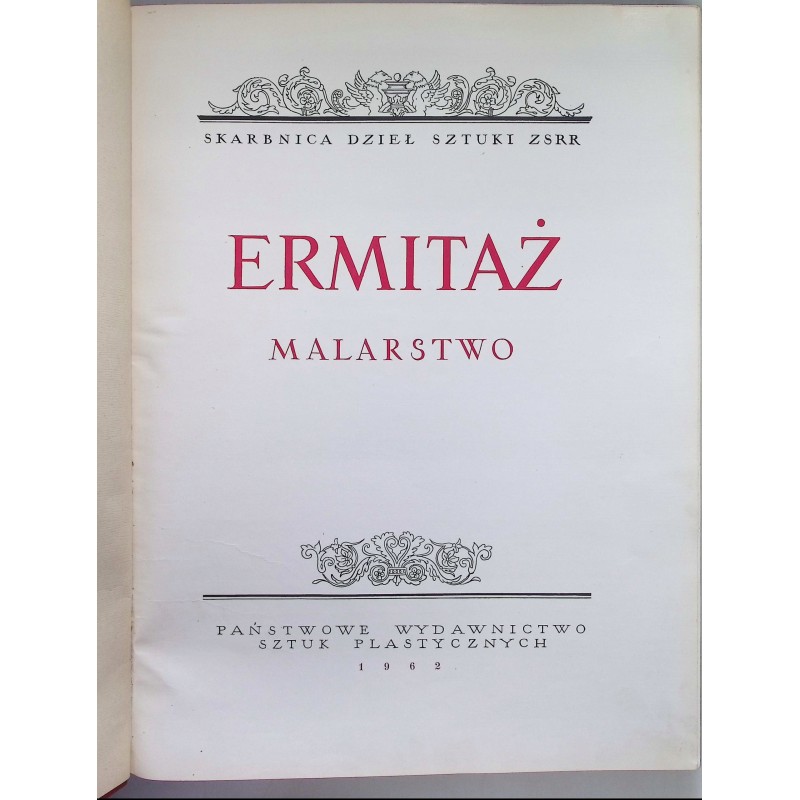 SKARBNICA DZIEŁ SZTUKI ZSRR
ERMITAŻ
MALARSTWO
PAŃSTWOWE WYDAWNICTWO
SZTUK PLASTYCZNYCH
1962